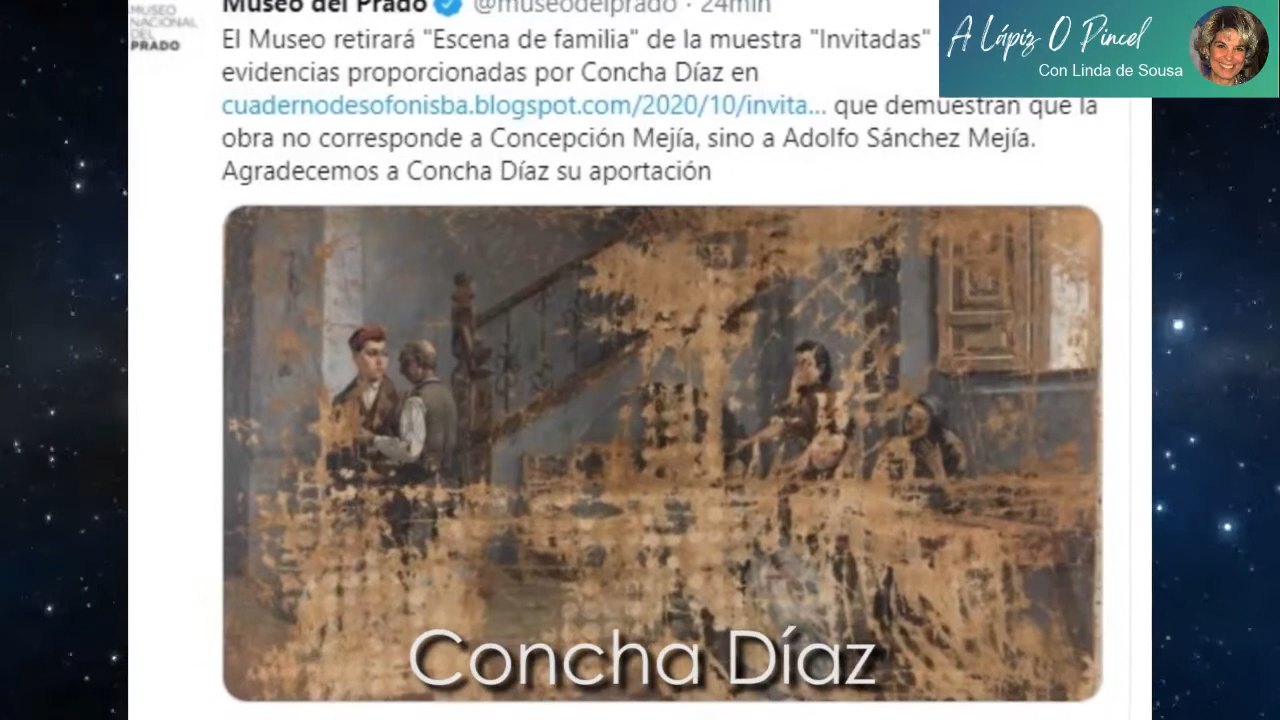 MUSEO
NACIONAL
DEL
PRADO
Museo del Prado @museodelprado · 24min
El Museo retirará "Escena de familia" de la muestra "Invitadas"
evidencias proporcionadas por Concha Díaz en
cuadernodesofonisba.blogspot.com/2020/10/invita... que demuestran que la
obra no corresponde a Concepción Mejía, sino a Adolfo Sánchez Mejía.
Agradecemos a Concha Díaz su aportación
A Lápiz O Pincel
Con Linda de Sousa
Concha Díaz